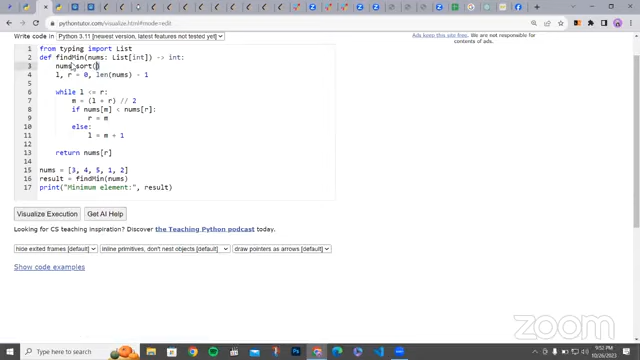 pythontutor.com/visualize.html#mode=edit
Write code in Python 3.11 [newest version, latest features not tested yet]
Keep this free service ads-free
are no responsible
of ads.
1 from typing import List
2 def findMin(nums: List[int]) -> int:
3 nums.sort()
4 l, r = 0, len(nums) - 1
5
6 while l <= r:
7 m = (l + r) // 2
8 if nums[m] < nums[r]:
9 r = m
10 else:
11 l = m + 1
12
13 return nums[r]
14
15 nums = [3, 4, 5, 1, 2]
16 result = findMin(nums)
17 print("Minimum element:", result)
Visualize Execution Get AI Help
Looking for CS teaching inspiration? Discover the Teaching Python podcast today.
hide exited frames [default] inline primitives, don't nest objects [default] draw pointers as arrows [default]
Show code examples
zoom
Type here to search
9:52 PM
10/26/2023